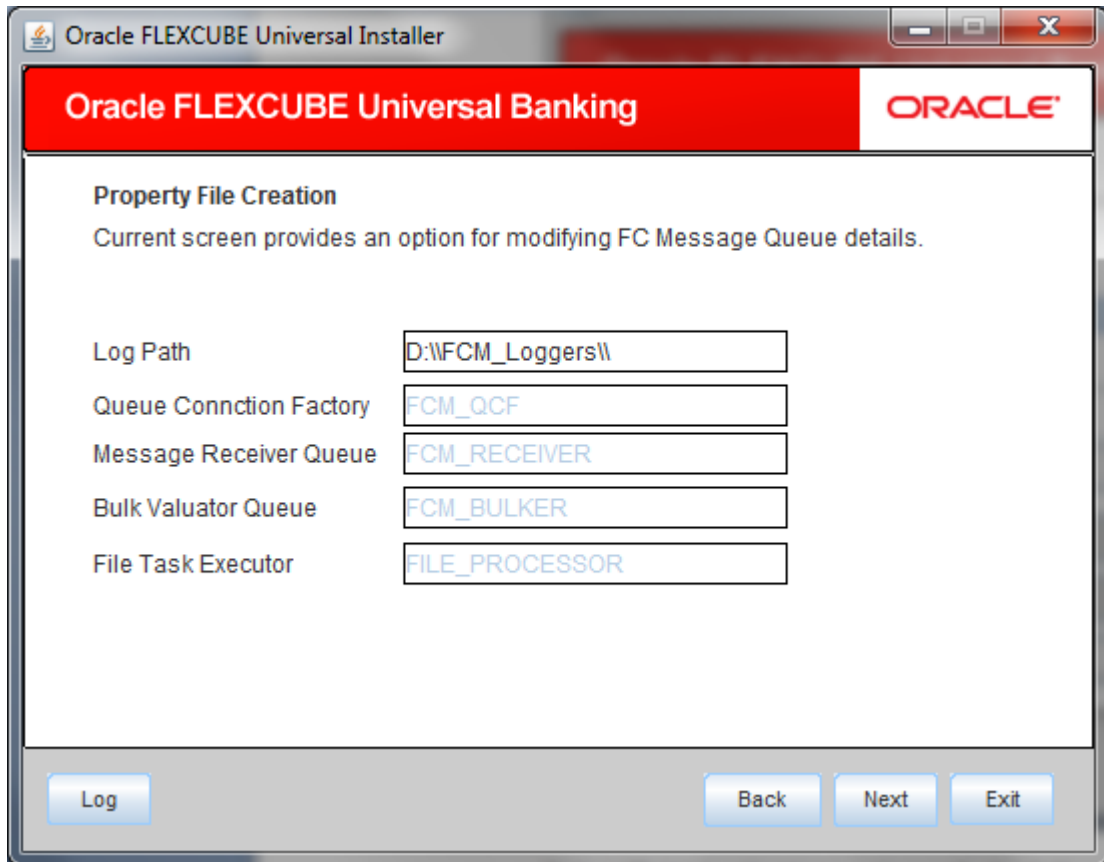 Oracle FLEXCUBE Universal Installer
Oracle FLEXCUBE Universal Banking
ORACLE
Property File Creation
Current screen provides an option for modifying FC Message Queue details.
Log Path D:\\FCM_Loggers\\
Queue Connction Factory FCM_QCF
Message Receiver Queue FCM_RECEIVER
Bulk Valuator Queue FCM_BULKER
File Task Executor FILE_PROCESSOR
Log Back Next Exit